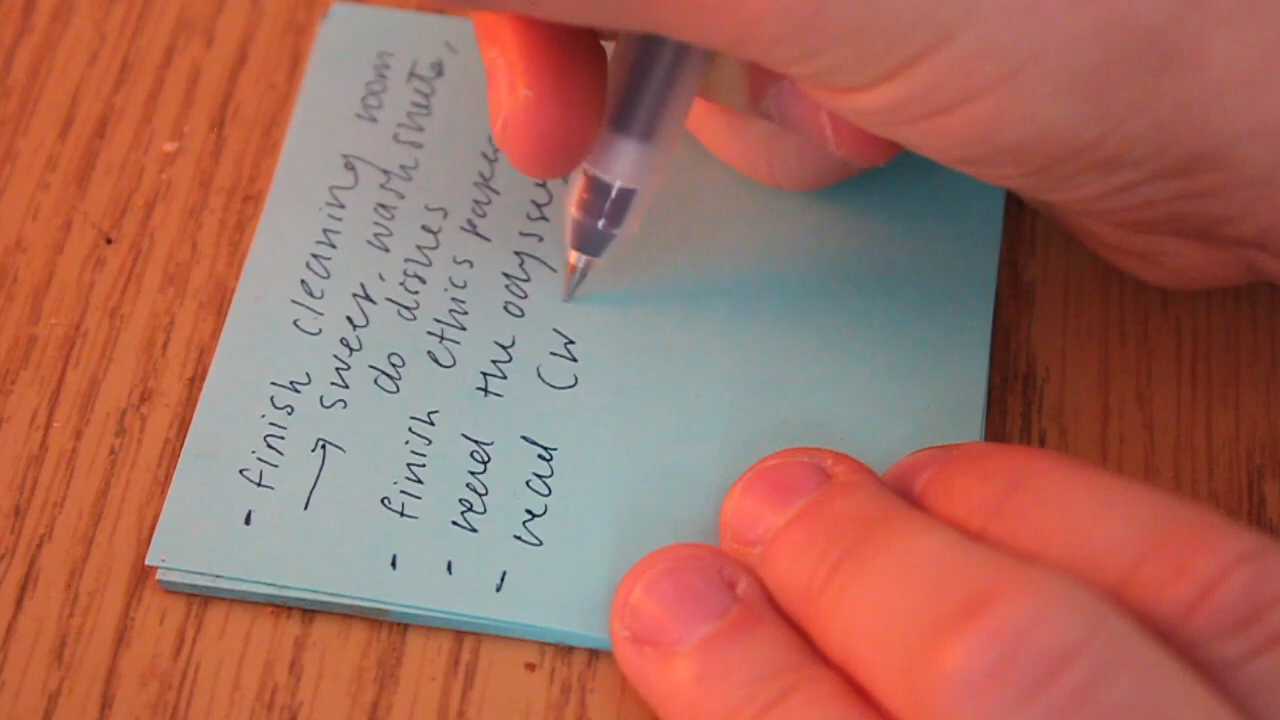 - finish cleaning room
→ sweep, wash sheets,
do dishes
- finish ethics paper
- read the odyssey
- read CW